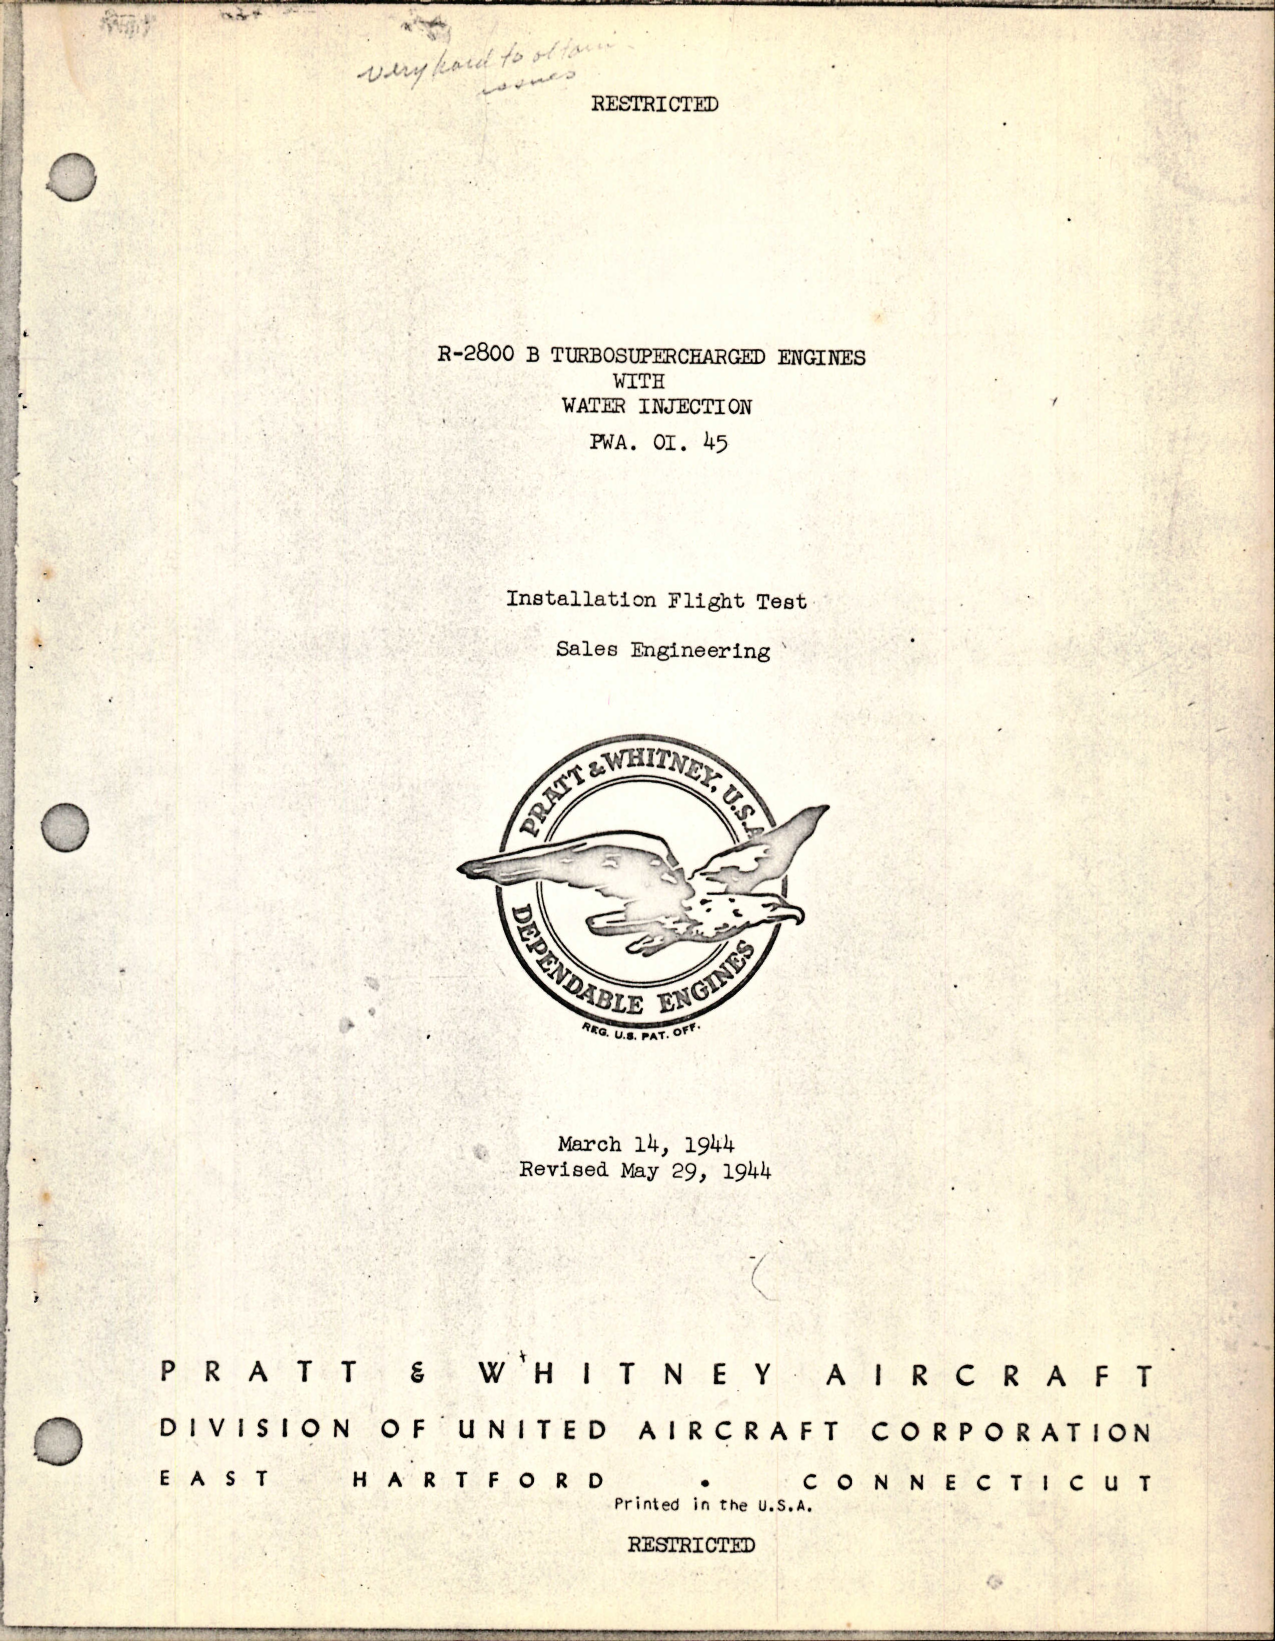 very hard to obtain
issues
RESTRICTED
R-2800 B TURBOSUPERCHARGED ENGINES
WITH
WATER INJECTION
PWA. OI. 45
Installation Flight Test
Sales Engineering
PRATT & WHITNEY, U.S.A.
DEPENDABLE ENGINES
REG. U.S. PAT. OFF.
March 14, 1944
Revised May 29, 1944
PRATT & WHITNEY AIRCRAFT
DIVISION OF UNITED AIRCRAFT CORPORATION
EAST HARTFORD • CONNECTICUT
Printed in the U.S.A.
RESTRICTED